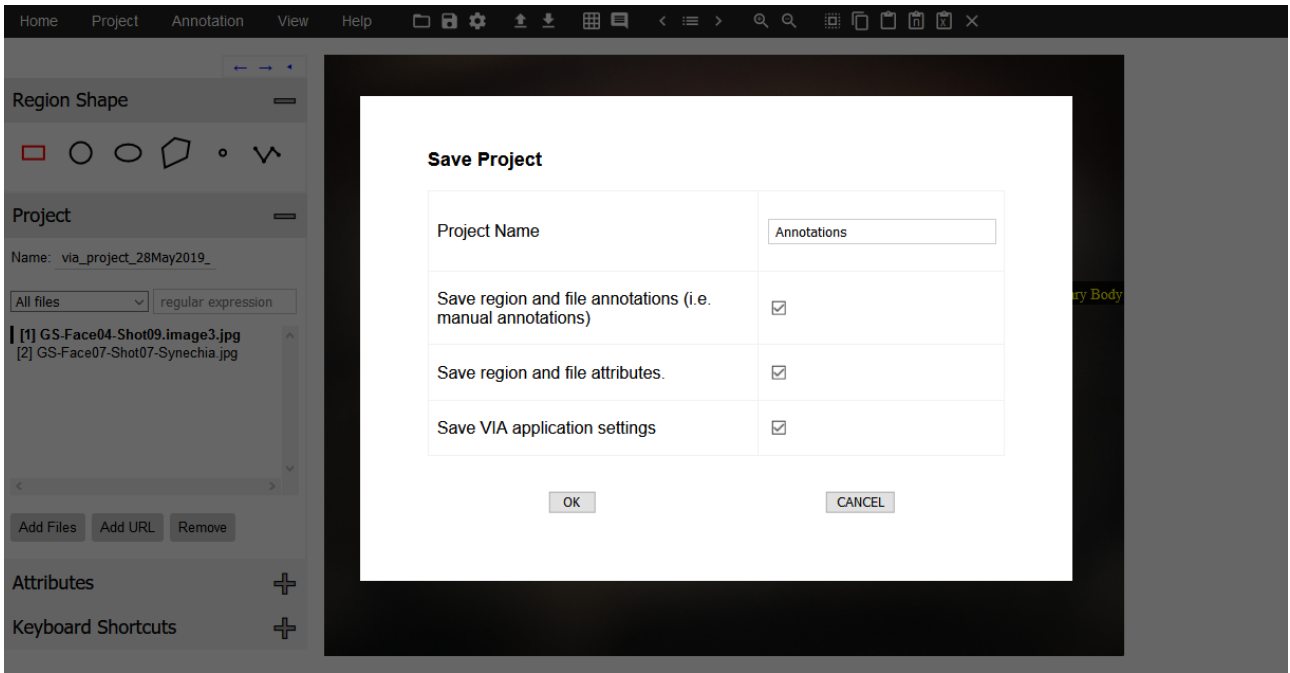 Home Project Annotation View Help
Region Shape
Project
Name: via_project_28May2019_
All files regular expression
[1] GS-Face04-Shot09.image3.jpg
[2] GS-Face07-Shot07-Synechia.jpg
Add Files Add URL Remove
Attributes
Keyboard Shortcuts
Save Project
Project Name Annotations
Save region and file annotations (i.e.
manual annotations)
Save region and file attributes.
Save VIA application settings
OK CANCEL
Body